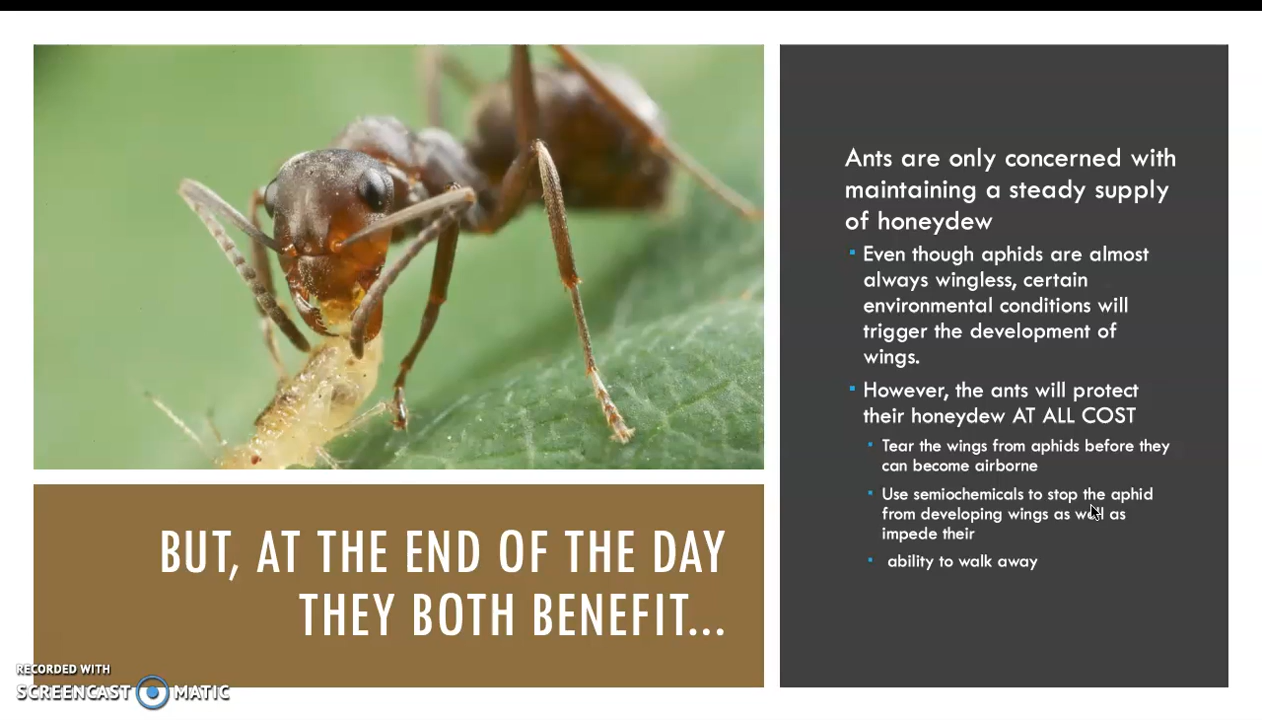 Ants are only concerned with
maintaining a steady supply
of honeydew
Even though aphids are almost
always wingless, certain
environmental conditions will
trigger the development of
wings.
However, the ants will protect
their honeydew AT ALL COST
Tear the wings from aphids before they
can become airborne
Use semiochemicals to stop the aphid
from developing wings as well as
impede their
ability to walk away
BUT, AT THE END OF THE DAY
THEY BOTH BENEFIT...
RECORDED WITH
SCREENCAST MATIC